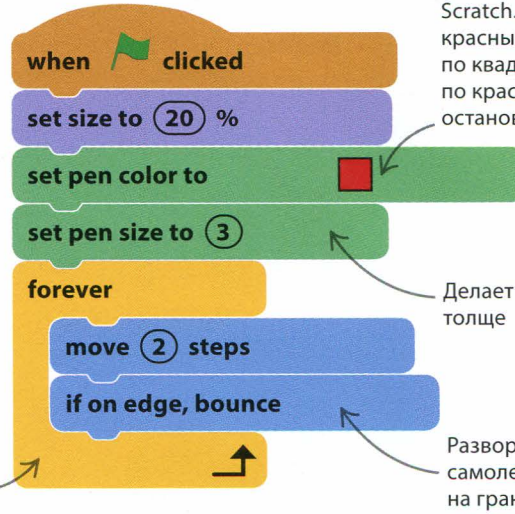 Scratch.
красны
по квад
по крас
останов
when clicked
set size to 20 %
set pen color to
set pen size to 3
Делает
толще
forever
move 2 steps
if on edge, bounce
Развор
самоле
на гран